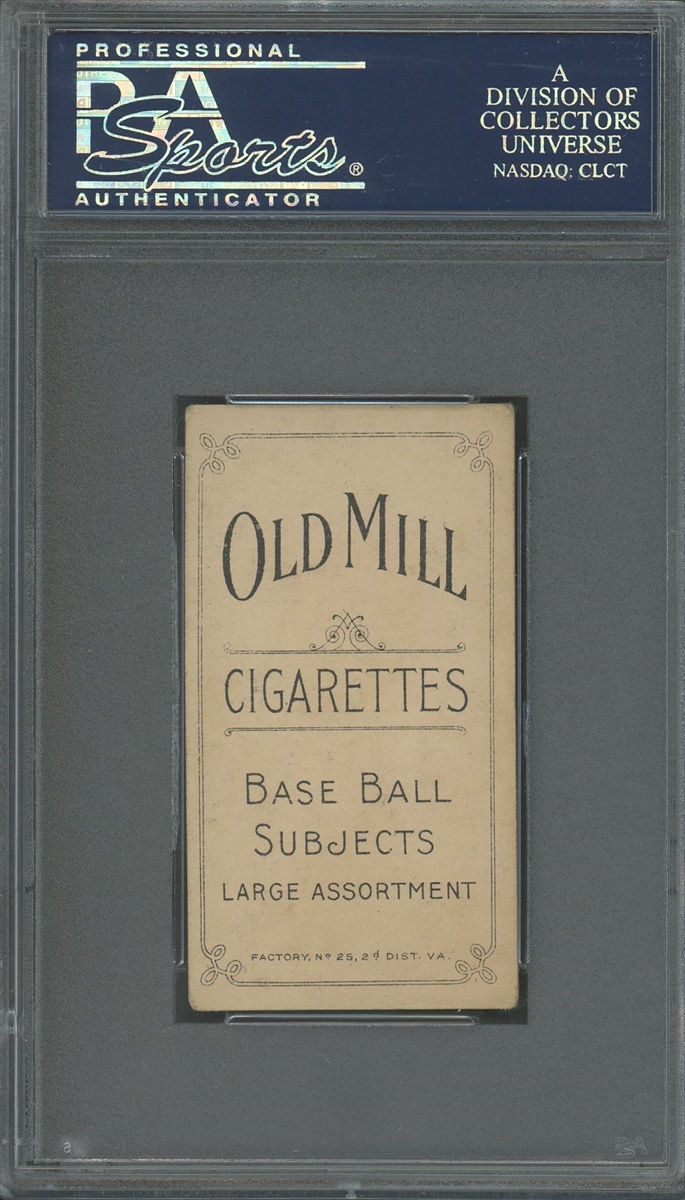 PROFESSIONAL
PSA
Sports®
AUTHENTICATOR
A
DIVISION OF
COLLECTORS
UNIVERSE
NASDAQ: CLCT
OLD MILL
CIGARETTES
BASE BALL
SUBJECTS
LARGE ASSORTMENT
FACTORY, Nº 25, 2d DIST. VA.
PSA